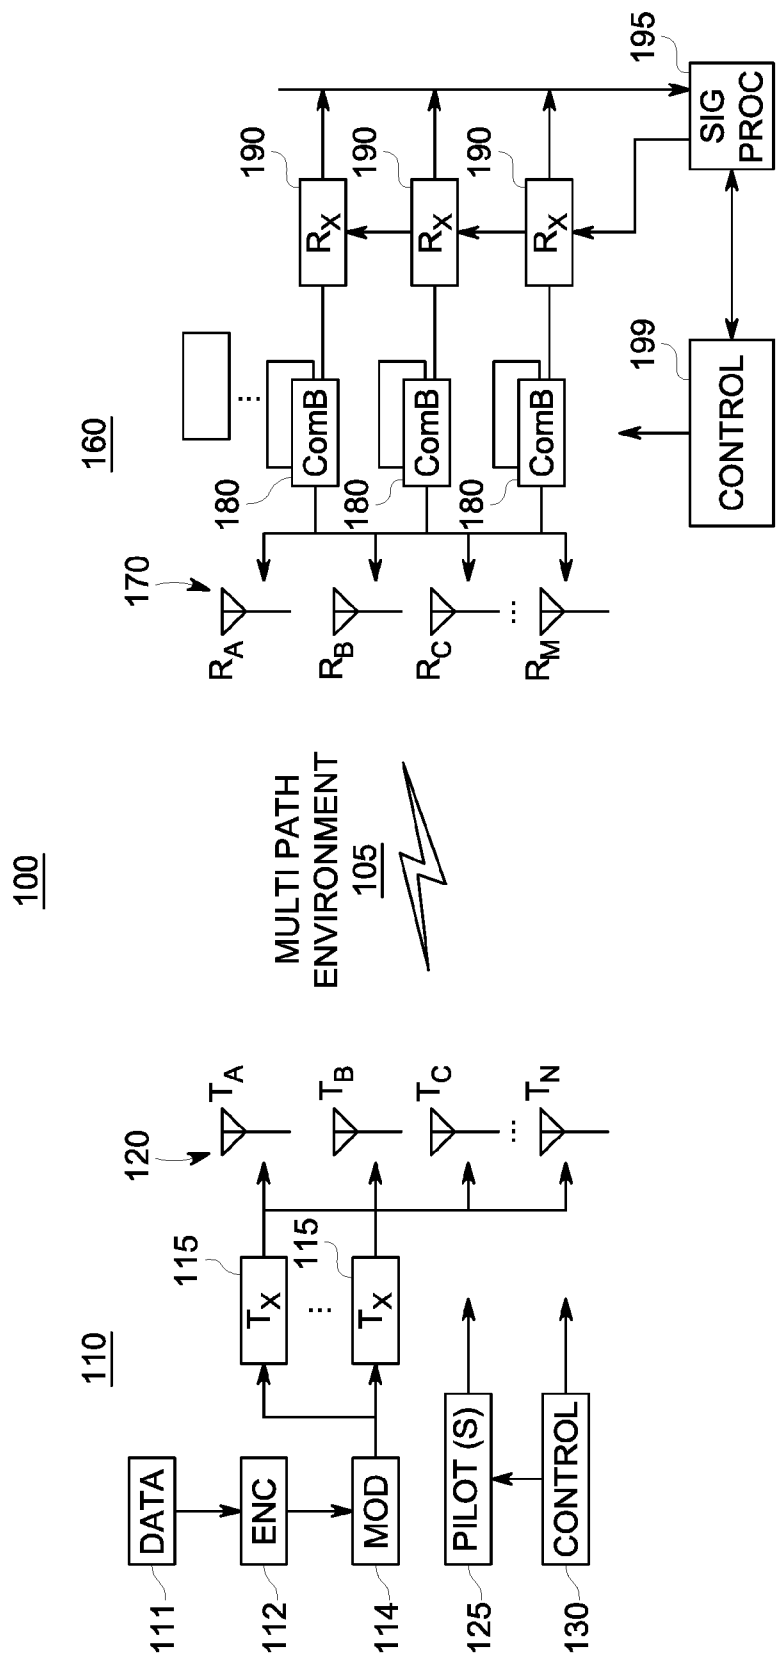 100
110
DATA
111
ENC
112
MOD
114
TX
115
...
TX
115
PILOT (S)
125
CONTROL
130
120
TA
TB
TC
...
TN
MULTI PATH
ENVIRONMENT
105
160
170
RA
RB
RC
...
RM
...
ComB
180
ComB
180
ComB
180
RX
190
RX
190
RX
190
SIG
PROC
195
CONTROL
199